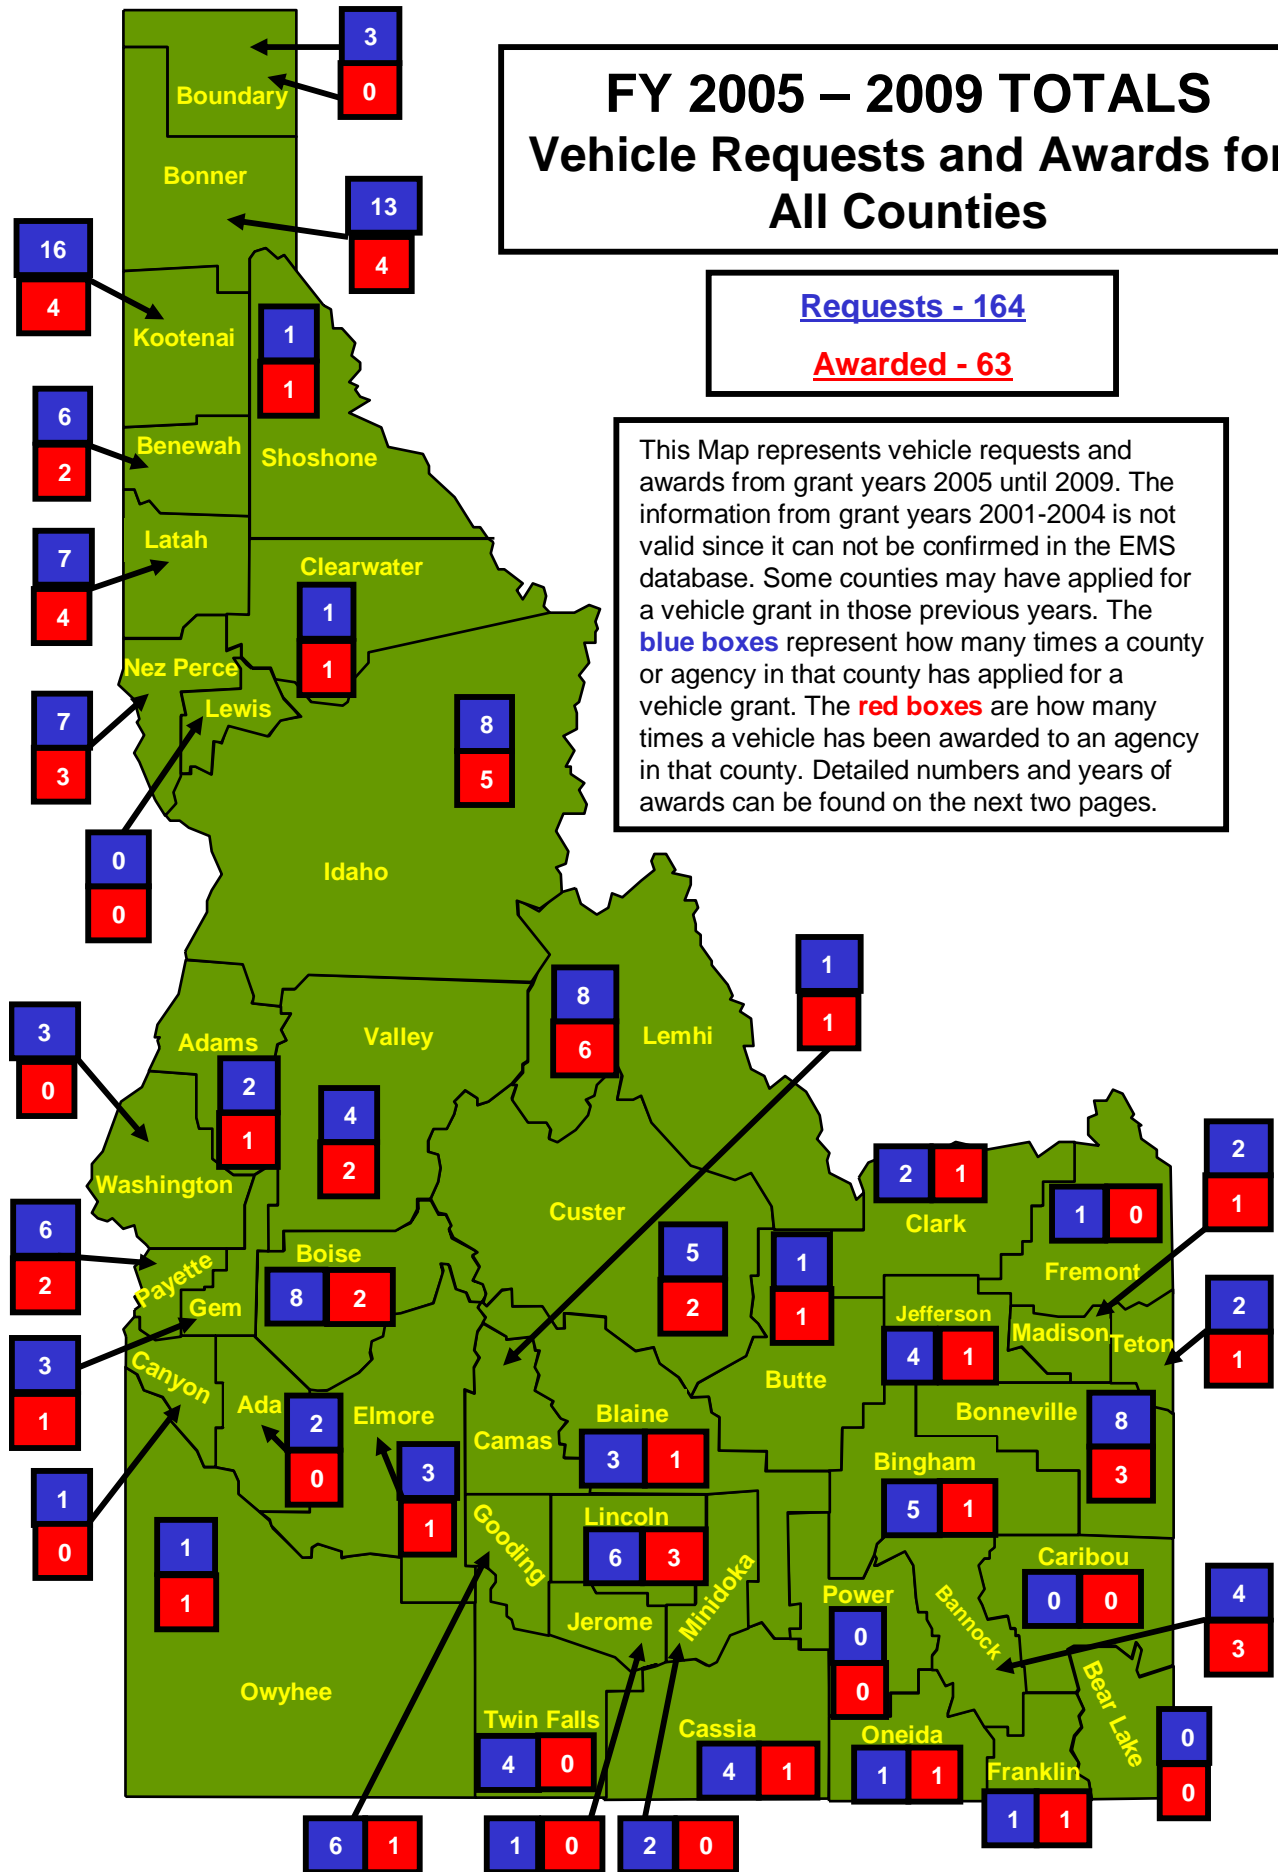 FY 2005 – 2009 TOTALS
Vehicle Requests and Awards for
All Counties
Requests - 164
Awarded - 63
This Map represents vehicle requests and
awards from grant years 2005 until 2009. The
information from grant years 2001-2004 is not
valid since it can not be confirmed in the EMS
database. Some counties may have applied for
a vehicle grant in those previous years. The
blue boxes represent how many times a county
or agency in that county has applied for a
vehicle grant. The red boxes are how many
times a vehicle has been awarded to an agency
in that county. Detailed numbers and years of
awards can be found on the next two pages.
Boundary
3
0
Bonner
13
4
Kootenai
16
4
Shoshone
1
1
Benewah
6
2
Latah
7
4
Clearwater
1
1
Nez Perce
7
3
Lewis
0
0
Idaho
8
5
Lemhi
8
6
Adams
2
1
Valley
4
2
Washington
3
0
Custer
5
2
Payette
6
2
Gem
3
1
Boise
8 2
Canyon
1
0
Ada
2
0
Elmore
3
1
Camas
1
1
Blaine
3 1
Butte
1
1
Clark
2 1
Fremont
1 0
Jefferson
4 1
Madison
2
1
Teton
2
1
Bonneville
8
3
Bingham
5 1
Owyhee
1
1
Gooding
6 1
Lincoln
6 3
Jerome
1 0
Minidoka
2 0
Power
0
0
Bannock
4
3
Caribou
0 0
Twin Falls
4 0
Cassia
4 1
Oneida
1 1
Franklin
1 1
Bear Lake
0
0